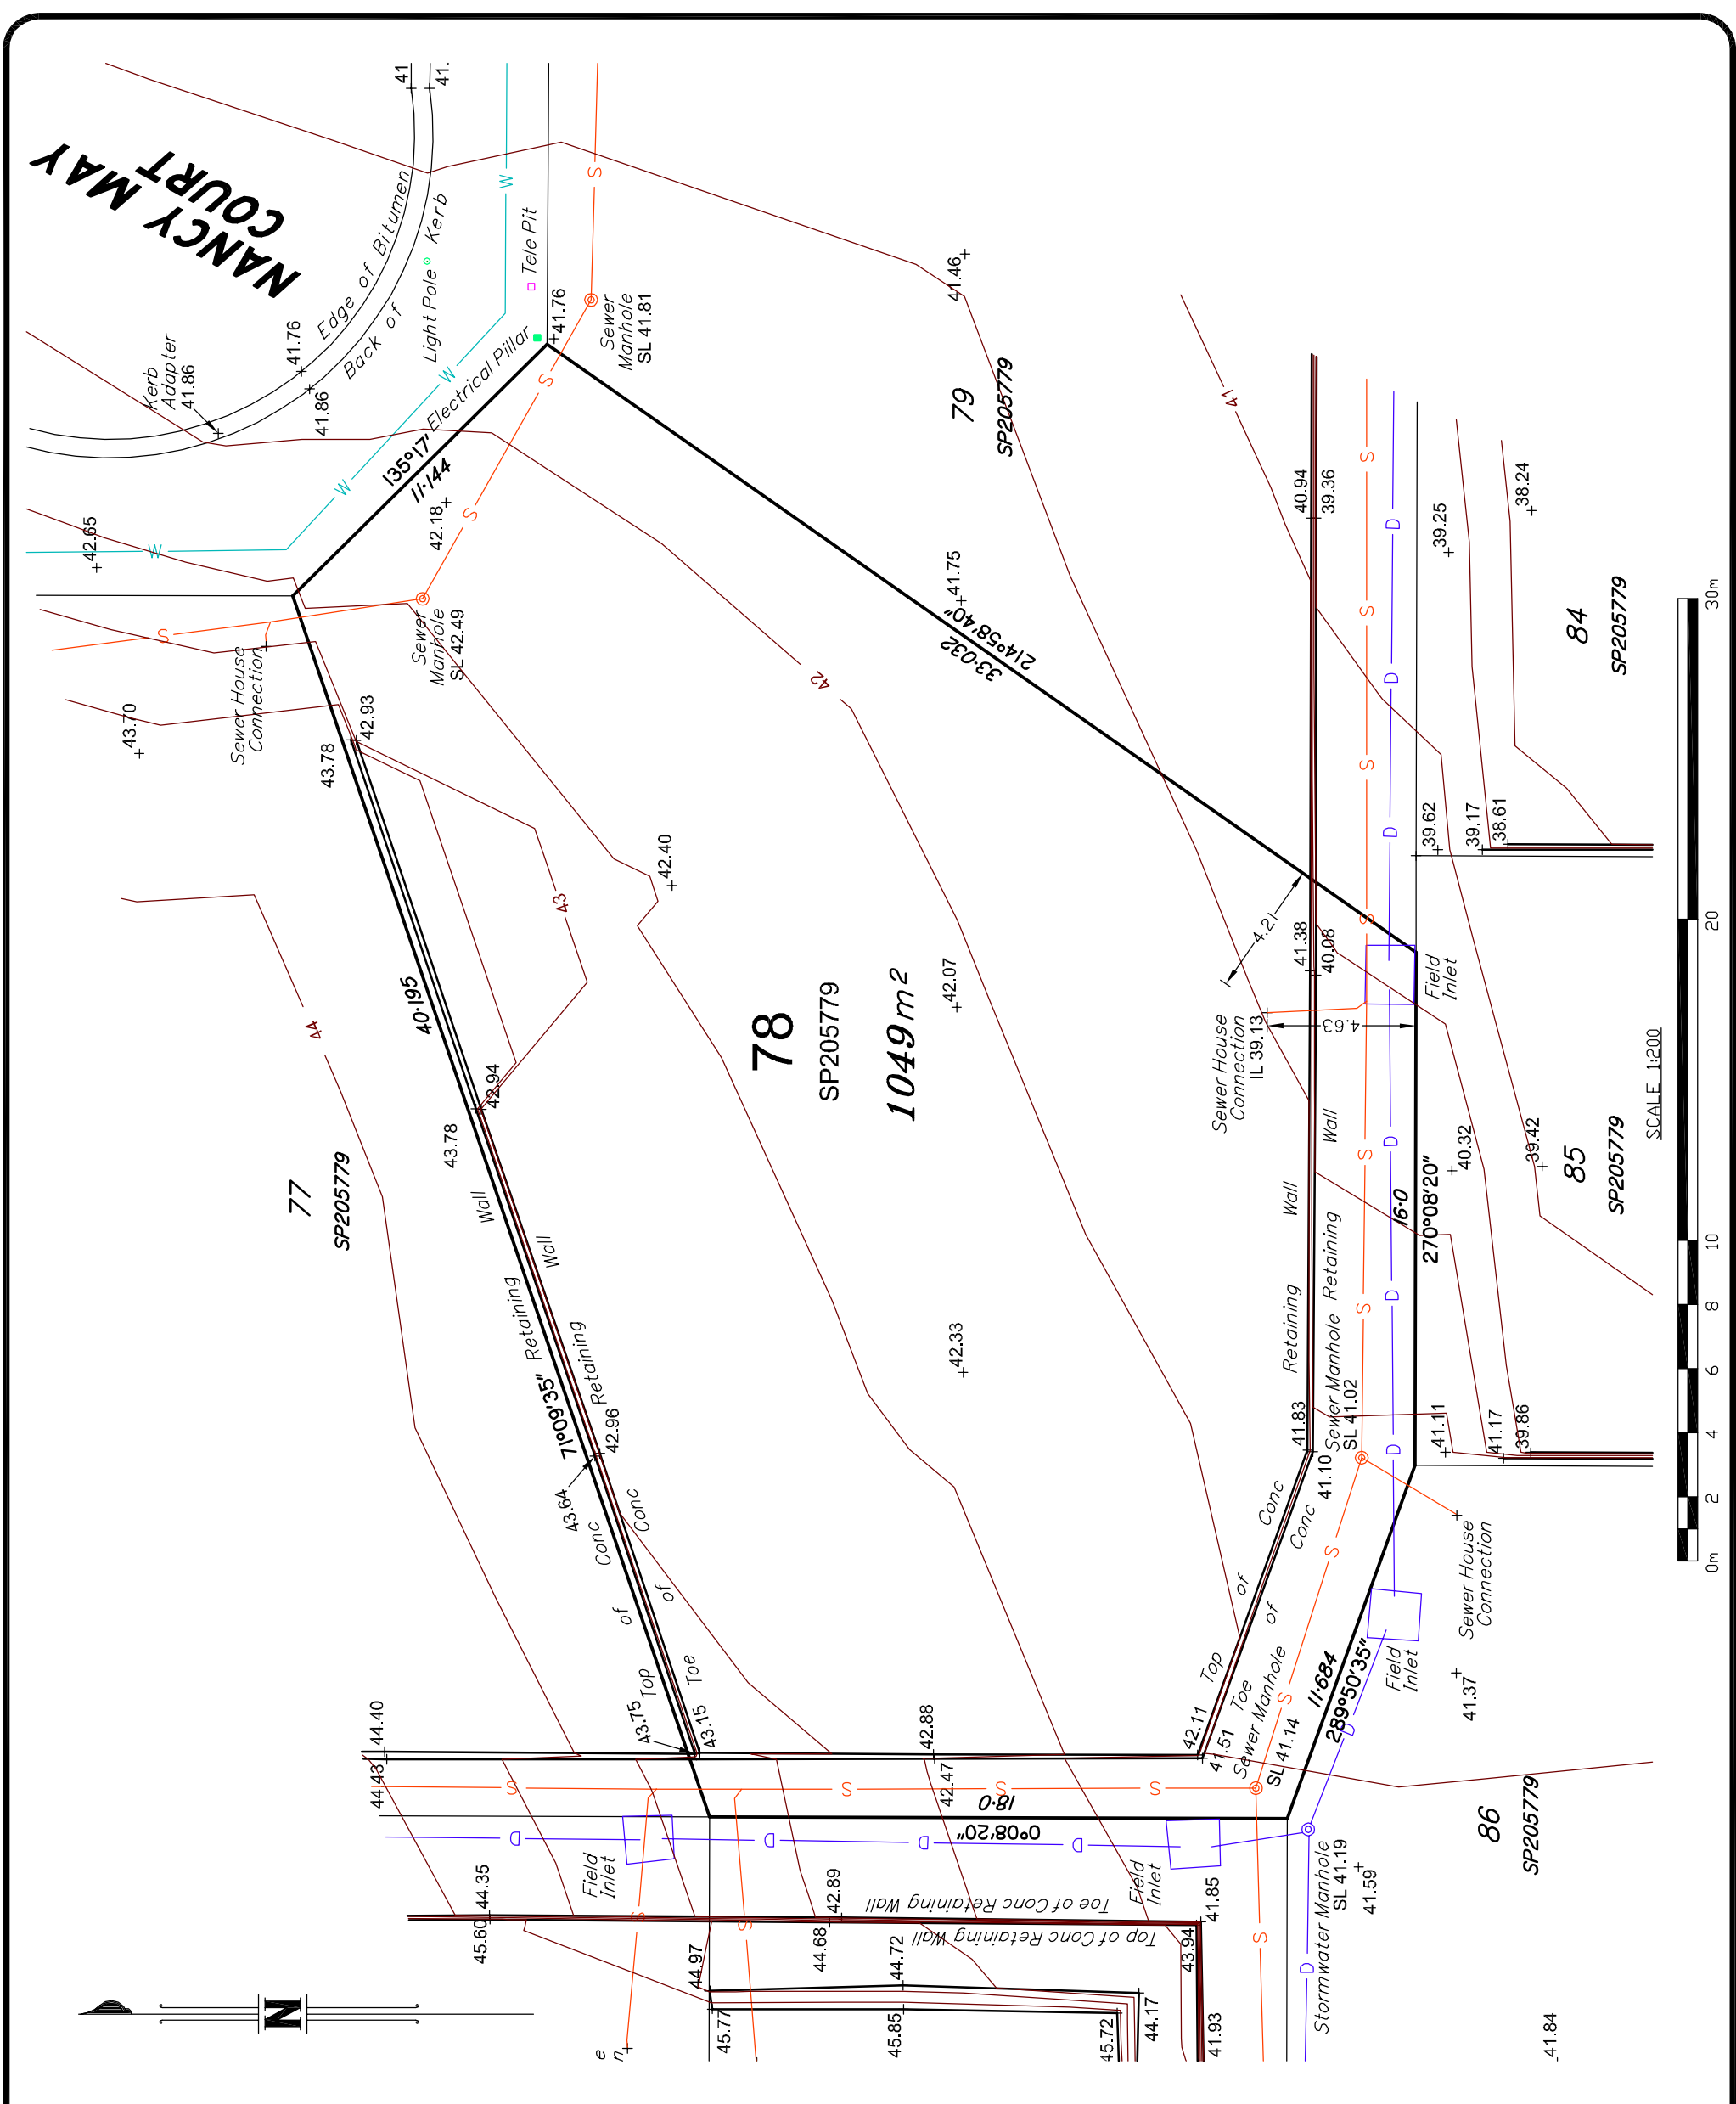 NANCY MAY
COURT
41
41.
Edge of Bitumen
Back of Kerb
Light Pole
Tele Pit
Kerb
Adapter
41.86
41.76
41.86
Electrical Pillar
41.76
Sewer
Manhole
SL 41.81
W
W
W
W
S
S
S
135°17'
11·144
42.18
42.65
S
Sewer
Manhole
SL 42.49
Sewer House
Connection
43.70
43.78
42.93
41.46
79
SP205779
41
41.75
214°58'40"
33·032
42
40.94
39.36
39.25
38.24
84
SP205779
39.62
39.17
38.61
42.40
43
40·195
44
77
SP205779
43.78
42.94
78
SP205779
1049m²
42.07
4.21
41.38
40.08
Field
Inlet
4.63
Sewer House
Connection
IL 39.13
S
S
S
S
S
S
D
D
D
D
D
D
16·0
270°08'20"
40.32
39.42
85
SP205779
Top of Conc Retaining Wall
Toe of Conc Retaining Wall
71°09'35"
43.64
42.96
42.33
Top of Conc Retaining Wall
Toe of Conc Retaining Wall
41.83
41.10
Sewer Manhole
SL 41.02
41.11
41.17
39.86
Sewer House
Connection
Field
Inlet
41.37
S
S
11·684
289°50'35"
D
Sewer Manhole
SL 41.14
42.11
41.51
43.75
43.15
44.40
44.43
42.88
42.47
S
S
S
S
18·0
0°08'20"
D
D
D
D
Field
Inlet
Field
Inlet
Stormwater Manhole
SL 41.19
41.59
86
SP205779
Toe of Conc Retaining Wall
Top of Conc Retaining Wall
44.35
45.60
42.89
44.68
41.85
43.94
S
S
S
D
44.97
45.77
44.72
45.85
45.72
44.17
41.93
41.84
e
n
N
SCALE 1:200
0m 2 4 6 8 10 20 30m